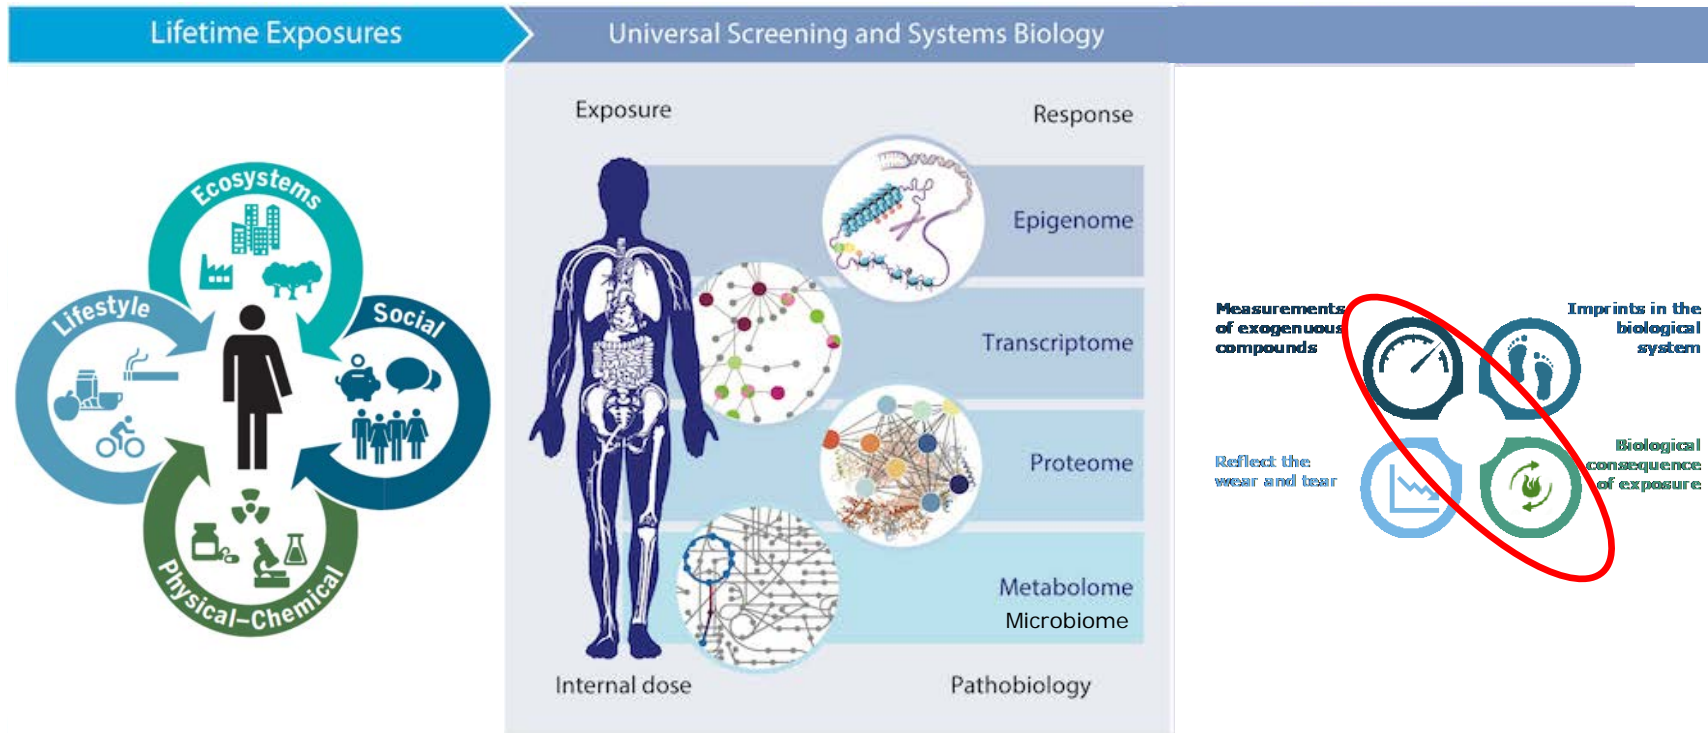 Lifetime Exposures
Universal Screening and Systems Biology
Ecosystems
Lifestyle
Social
Physical–Chemical
Exposure
Response
Epigenome
Transcriptome
Proteome
Metabolome
Microbiome
Internal dose
Pathobiology
Measurements
of exogenuous
compounds
Imprints in the
biological
system
Reflect the
wear and tear
Biological
consequence
of exposure